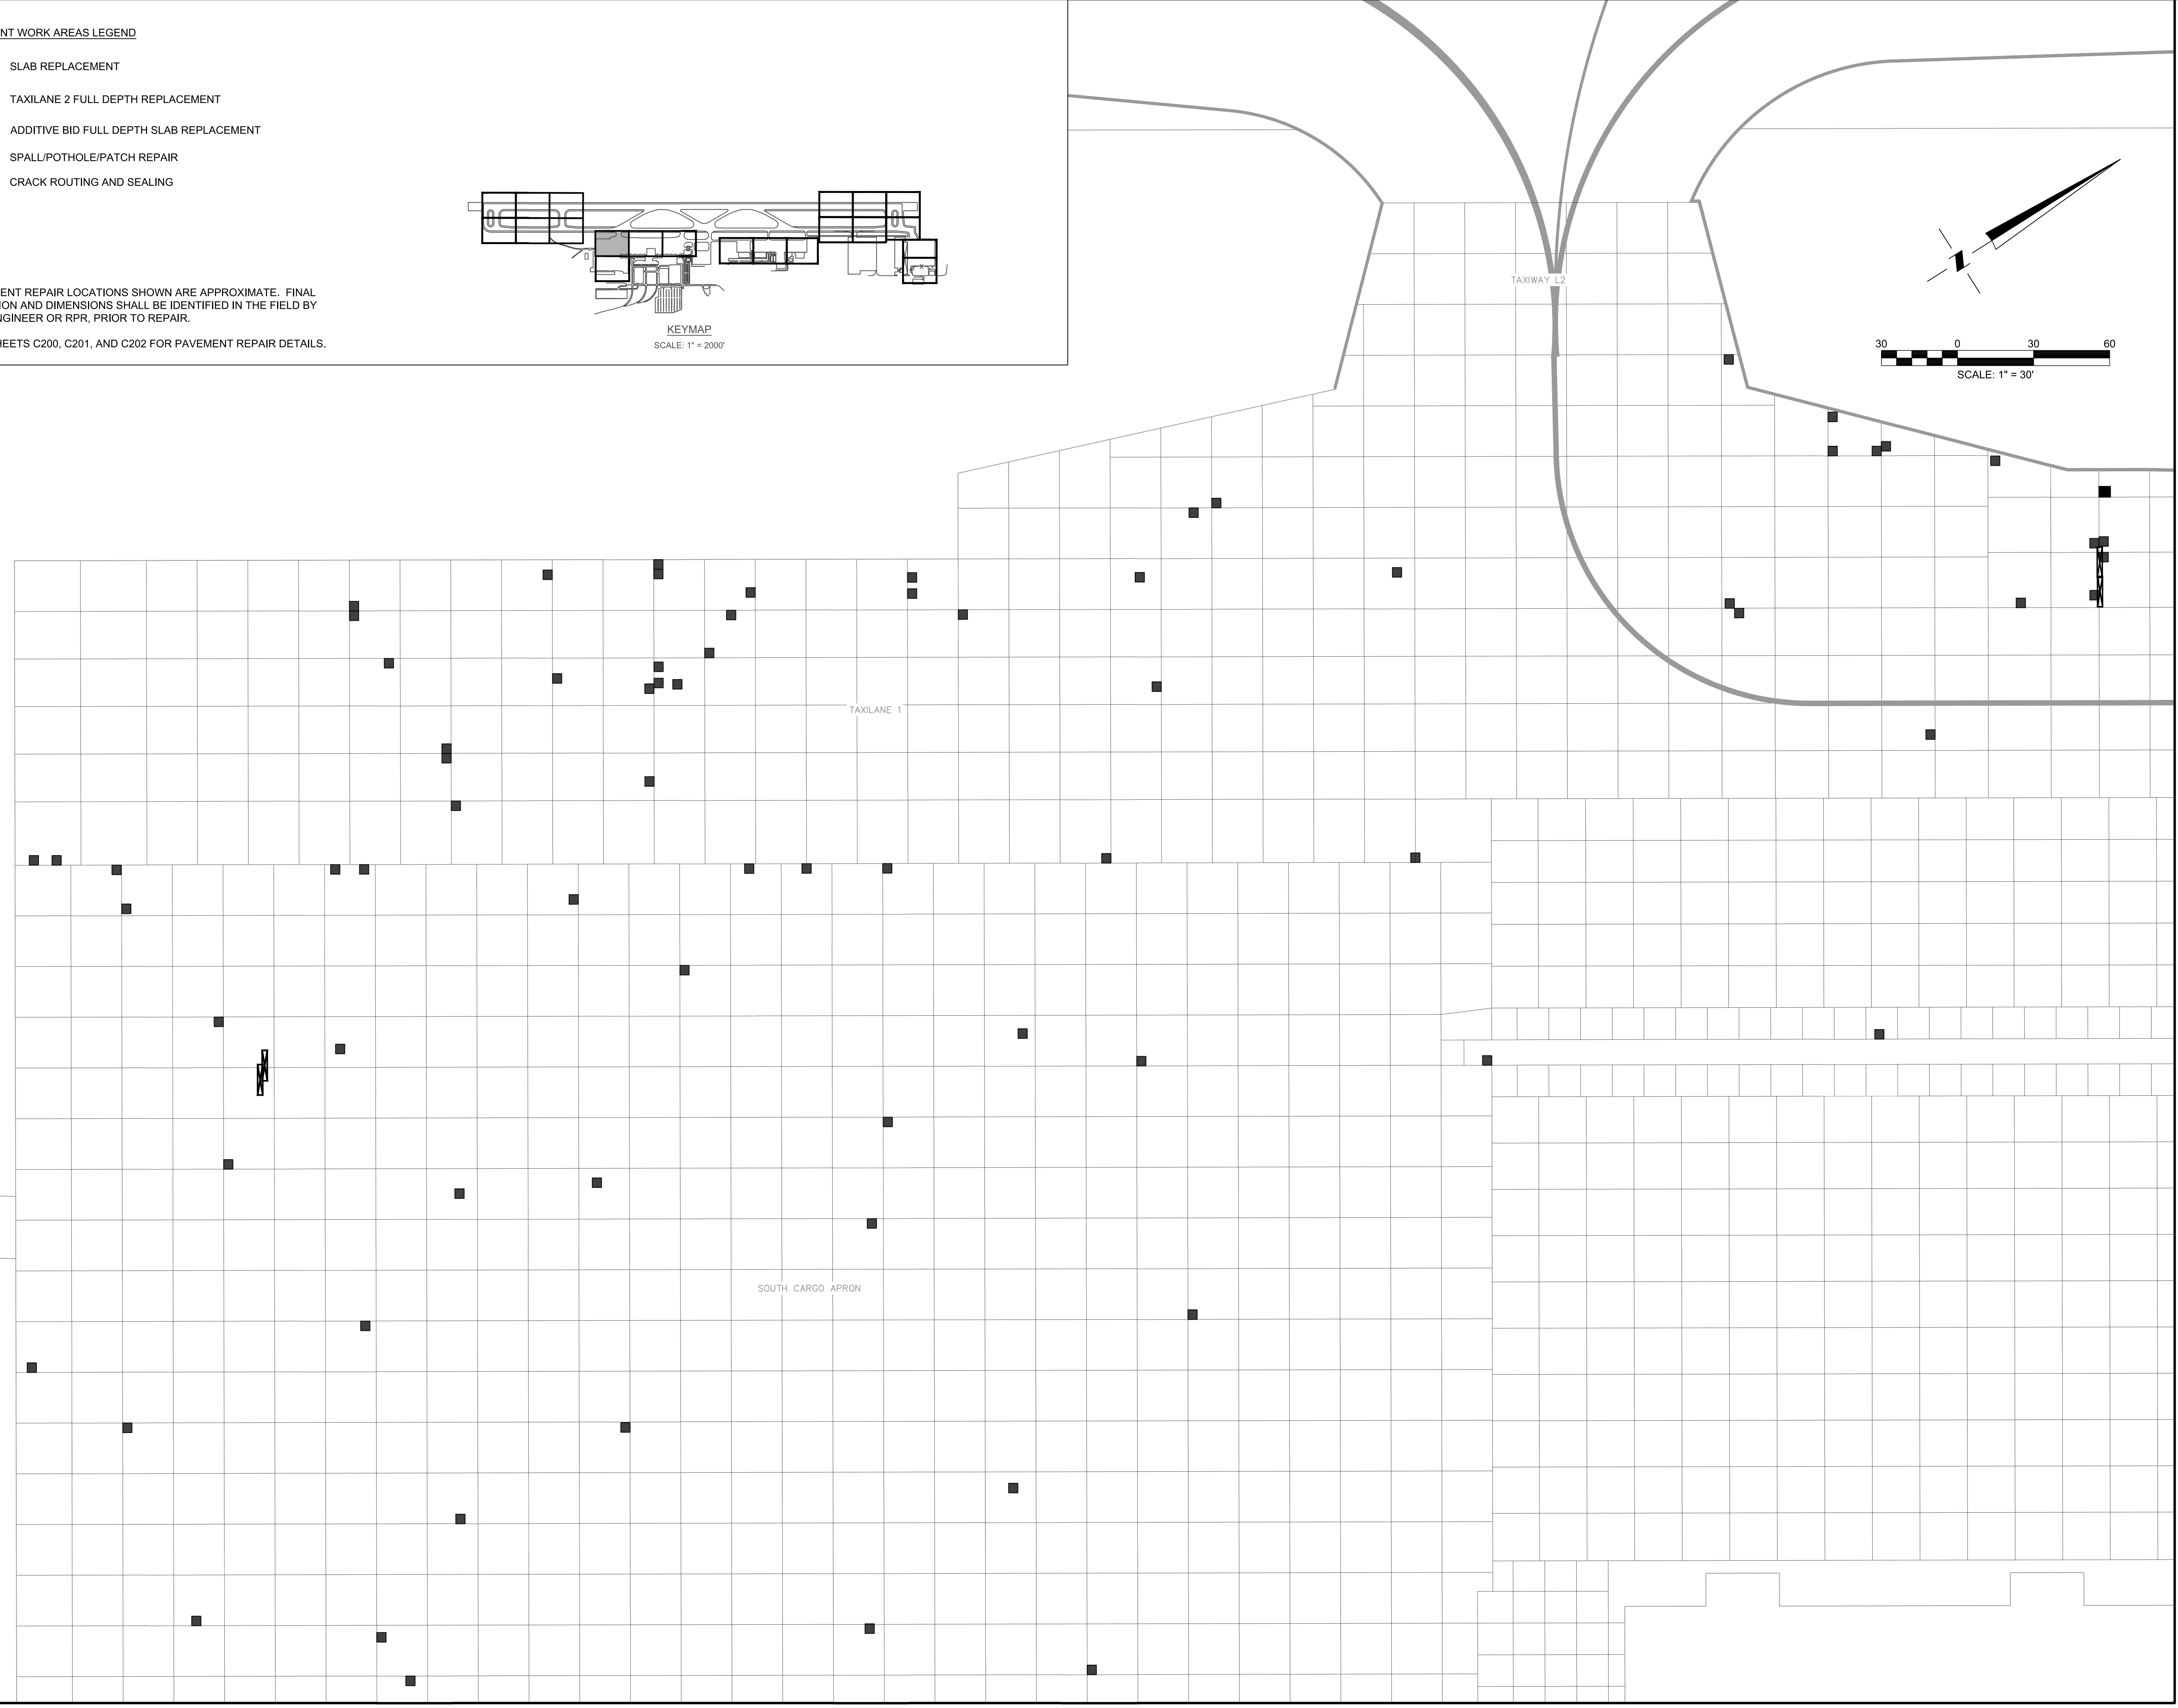 NT WORK AREAS LEGEND
SLAB REPLACEMENT
TAXILANE 2 FULL DEPTH REPLACEMENT
ADDITIVE BID FULL DEPTH SLAB REPLACEMENT
SPALL/POTHOLE/PATCH REPAIR
CRACK ROUTING AND SEALING
ENT REPAIR LOCATIONS SHOWN ARE APPROXIMATE. FINAL
ION AND DIMENSIONS SHALL BE IDENTIFIED IN THE FIELD BY
NGINEER OR RPR, PRIOR TO REPAIR.
HEETS C200, C201, AND C202 FOR PAVEMENT REPAIR DETAILS.
KEYMAP
SCALE: 1" = 2000'
TAXIWAY L2
30 0 30 60
SCALE: 1" = 30'
TAXILANE 1
SOUTH CARGO APRON